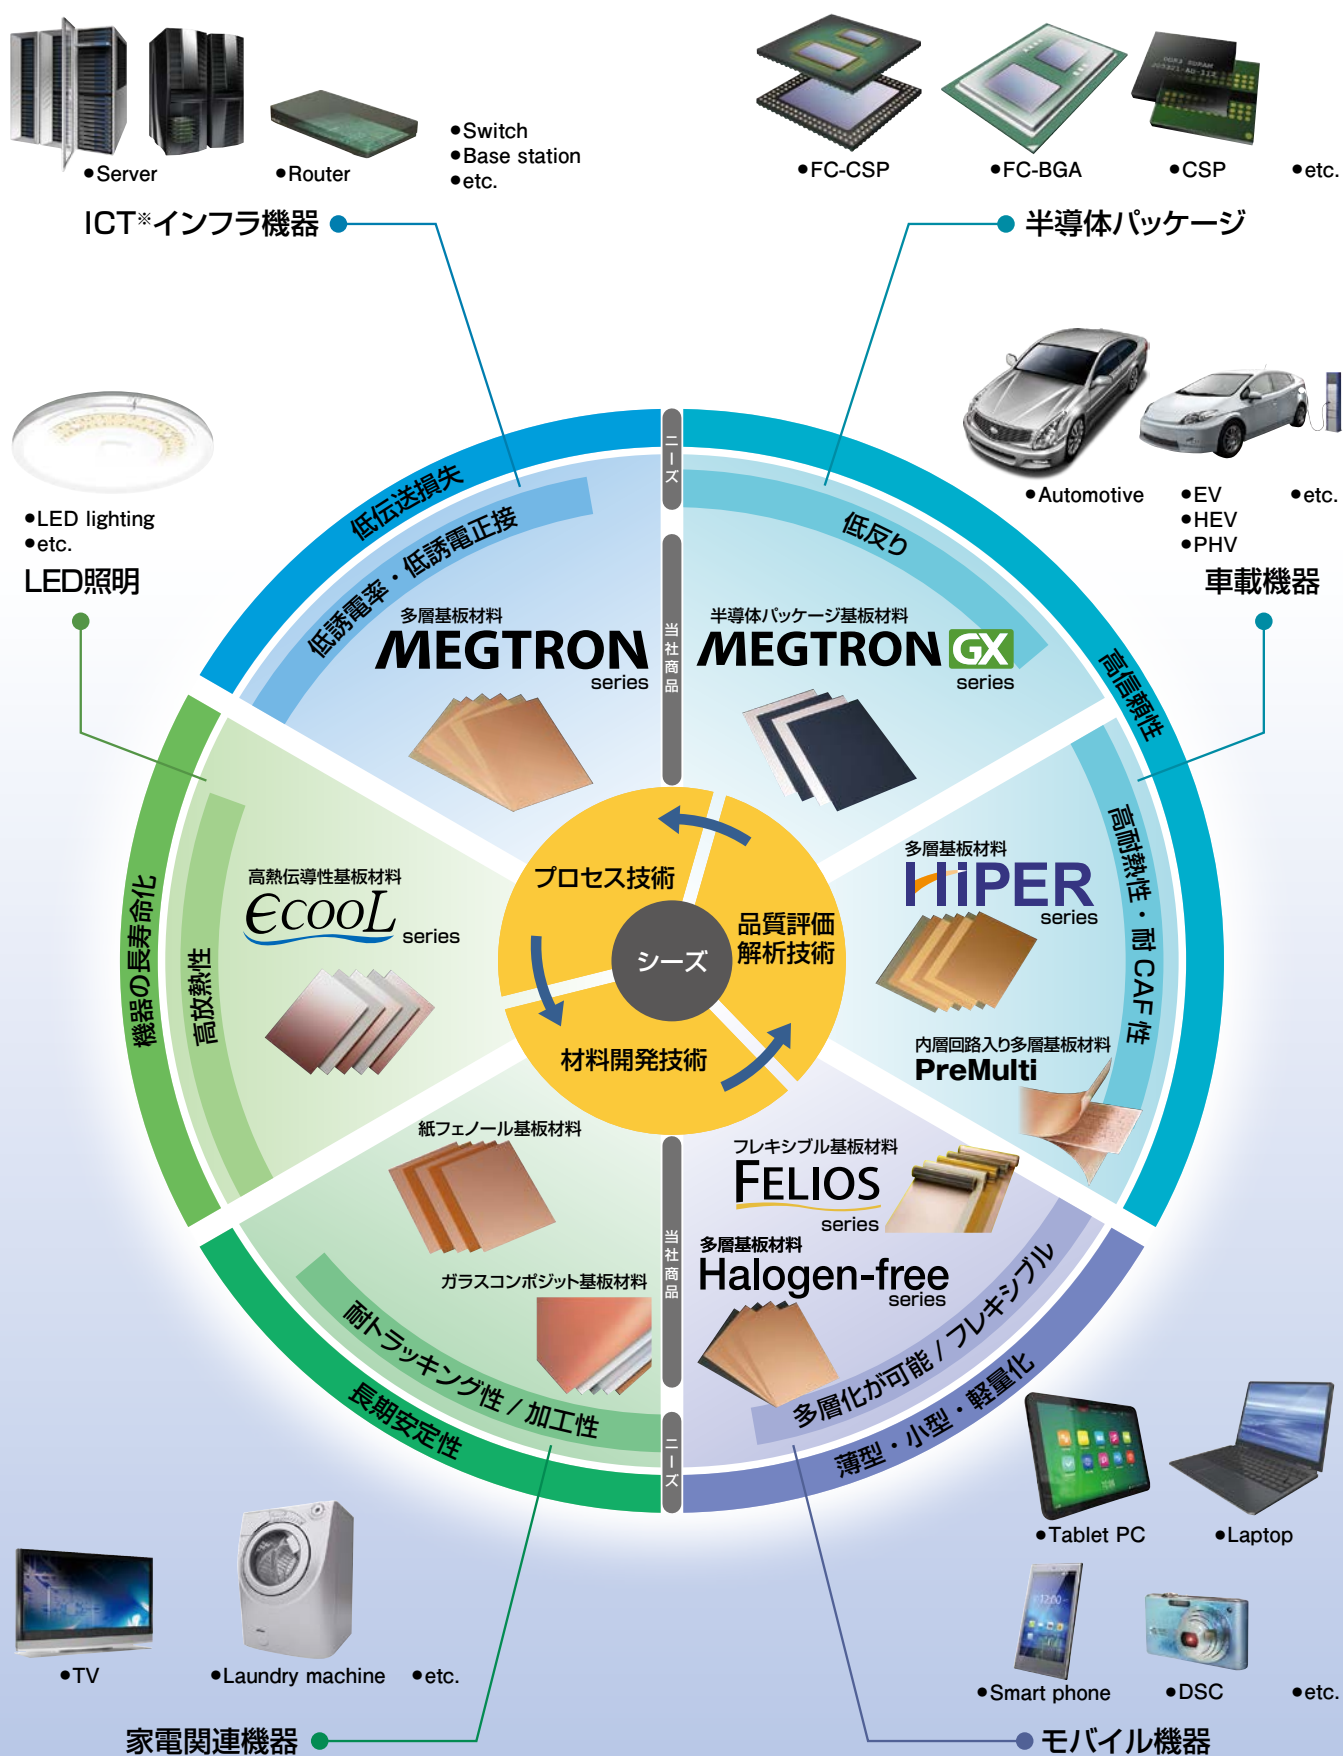 ●Server
●Router
●Switch
●Base station
●etc.
ICT※インフラ機器
●FC-CSP
●FC-BGA
●CSP
●etc.
半導体パッケージ
●LED lighting
●etc.
LED照明
●Automotive
●EV
●HEV
●PHV
●etc.
車載機器
ニーズ
低伝送損失
低誘電率・低誘電正接
多層基板材料
MEGTRON
series
当社商品
低反り
半導体パッケージ基板材料
MEGTRON GX
series
高信頼性
高耐熱性・耐CAF性
多層基板材料
HiPER
series
内層回路入り多層基板材料
PreMulti
機器の長寿命化
高放熱性
高熱伝導性基板材料
ECOOL
series
プロセス技術
品質評価
解析技術
シーズ
材料開発技術
紙フェノール基板材料
ガラスコンポジット基板材料
耐トラッキング性 / 加工性
長期安定性
当社商品
ニーズ
フレキシブル基板材料
FELIOS
series
多層基板材料
Halogen-free
series
多層化が可能 / フレキシブル
薄型・小型・軽量化
●TV
●Laundry machine
●etc.
家電関連機器
●Tablet PC
●Laptop
●Smart phone
●DSC
●etc.
モバイル機器